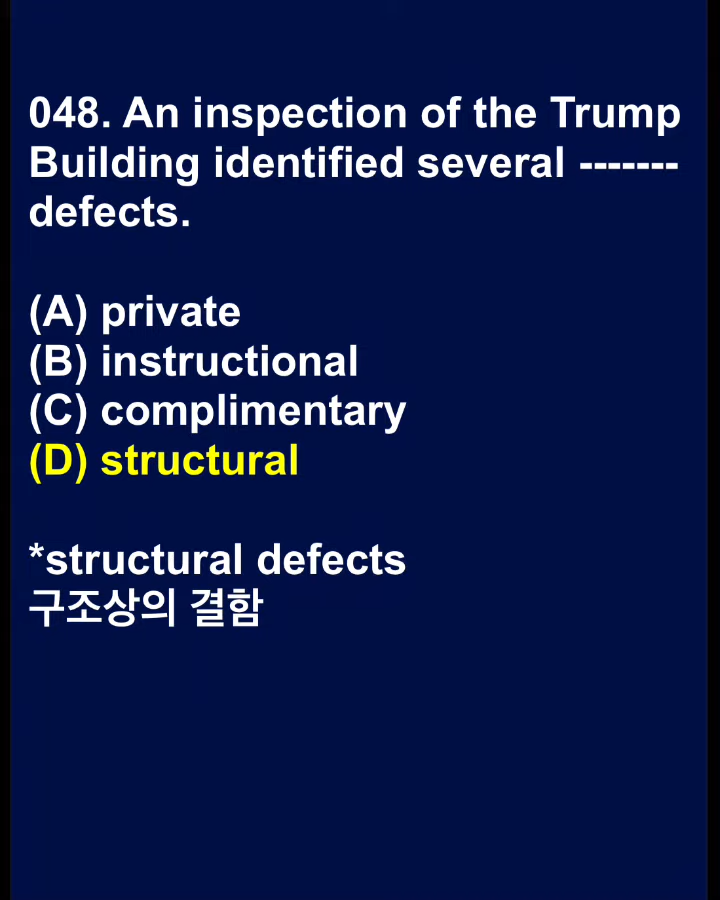 048. An inspection of the Trump
Building identified several -------
defects.
(A) private
(B) instructional
(C) complimentary
(D) structural
*structural defects
구조상의 결함